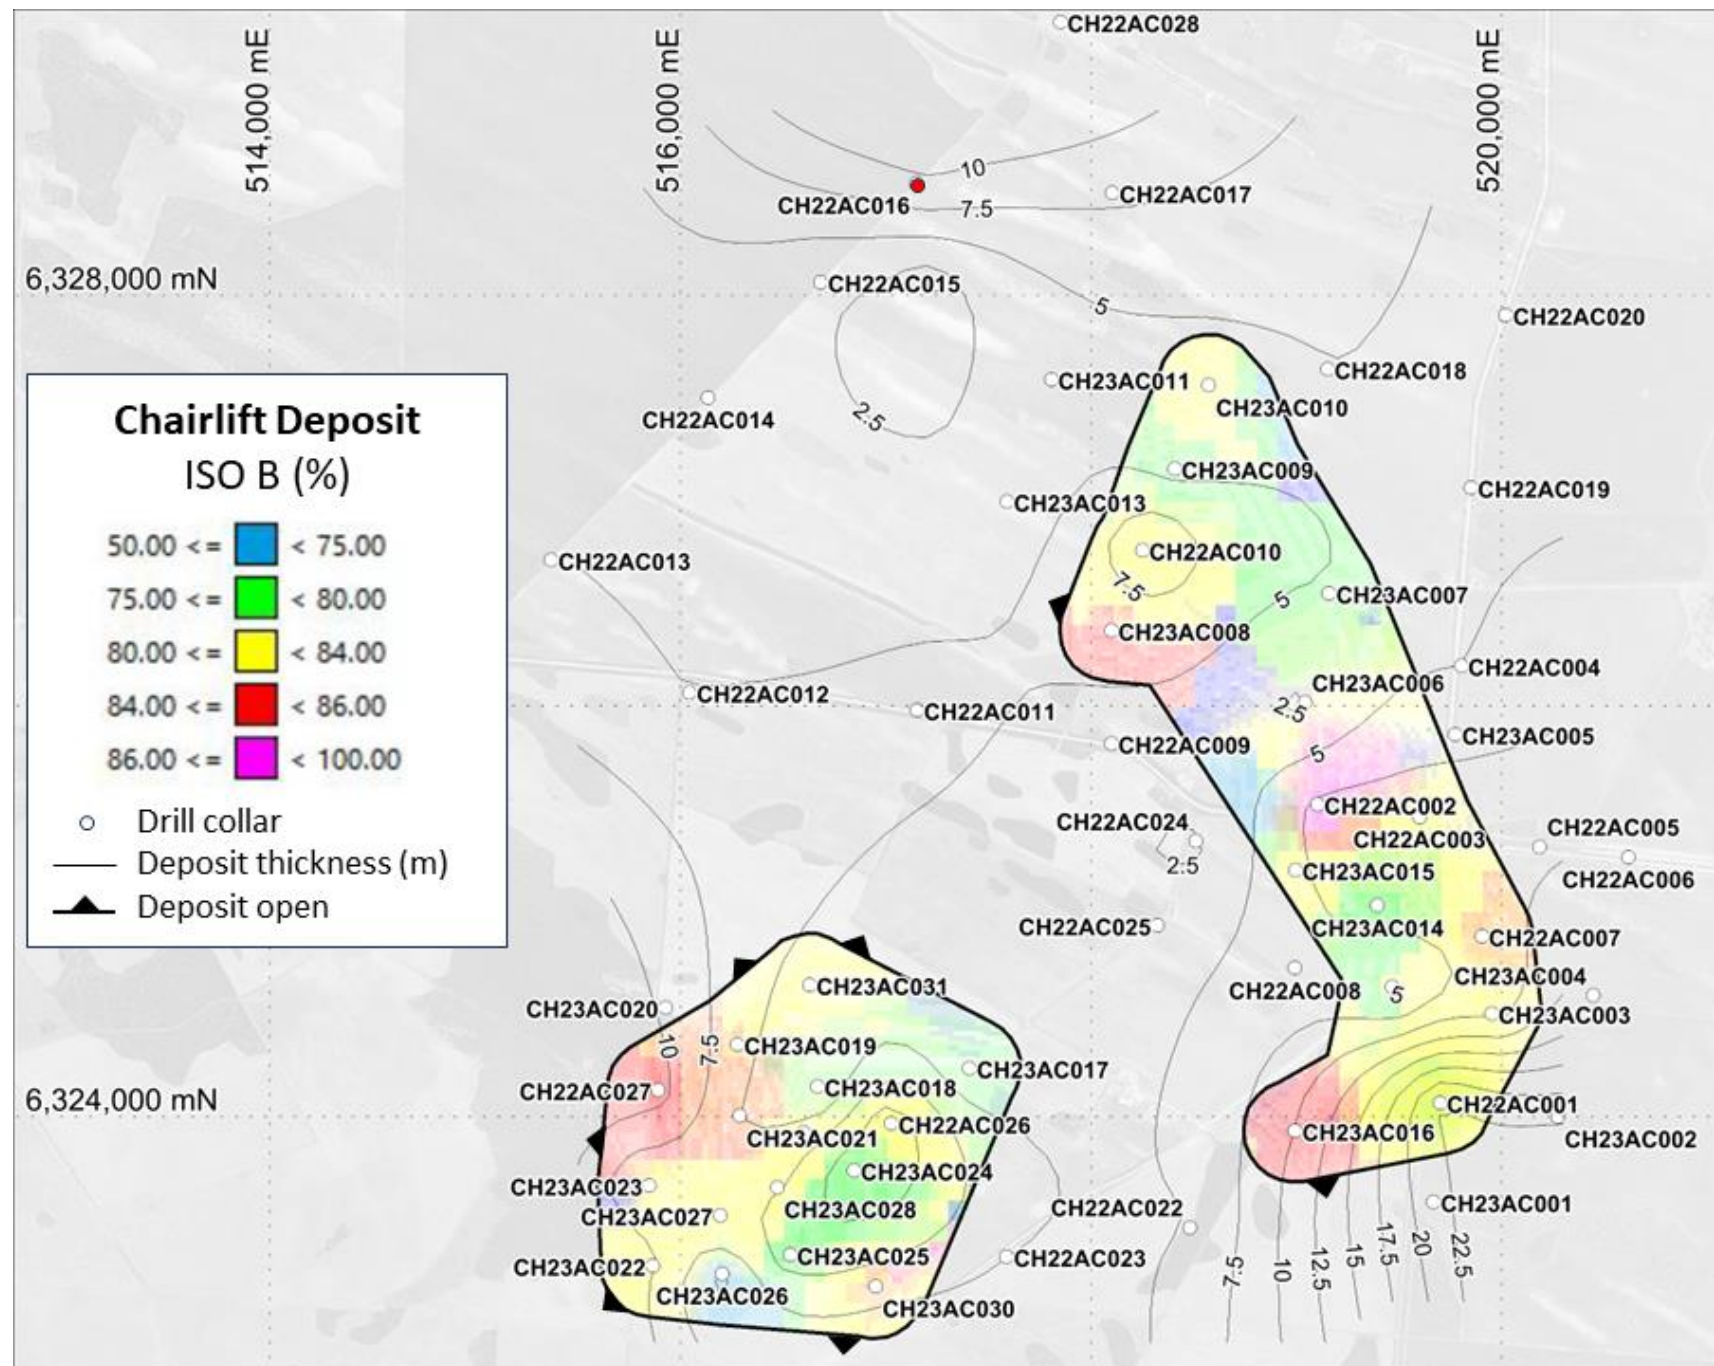 CH22AC028
514,000 mE
516,000 mE
520,000 mE
10
CH22AC016
7.5
CH22AC017
6,328,000 mN
CH22AC015
5
CH22AC020
CH23AC011
CH22AC018
CH22AC014
2.5
CH23AC010
CH23AC009
CH22AC019
CH23AC013
CH22AC013
CH22AC010
7.5
5
CH23AC007
CH23AC008
CH22AC004
CH22AC012
CH23AC006
2.5
CH22AC011
CH22AC009
5
CH23AC005
CH22AC002
CH22AC024
CH22AC003
CH22AC005
2.5
CH23AC015
CH22AC006
CH22AC025
CH23AC014
CH22AC007
CH22AC008
CH23AC004
5
CH23AC003
Chairlift Deposit
ISO B (%)
50.00 <= < 75.00
75.00 <= < 80.00
80.00 <= < 84.00
84.00 <= < 86.00
86.00 <= < 100.00
Drill collar
Deposit thickness (m)
Deposit open
CH23AC031
CH23AC020
10
7.5
CH23AC019
CH23AC017
CH22AC027
CH23AC018
6,324,000 mN
CH22AC001
CH23AC021
CH22AC026
CH23AC016
CH23AC002
CH23AC024
CH23AC023
CH23AC028
CH23AC027
CH22AC022
CH23AC001
CH23AC025
CH22AC023
CH23AC022
CH23AC026
CH23AC030
7.5
10
12.5
15
17.5
20
22.5